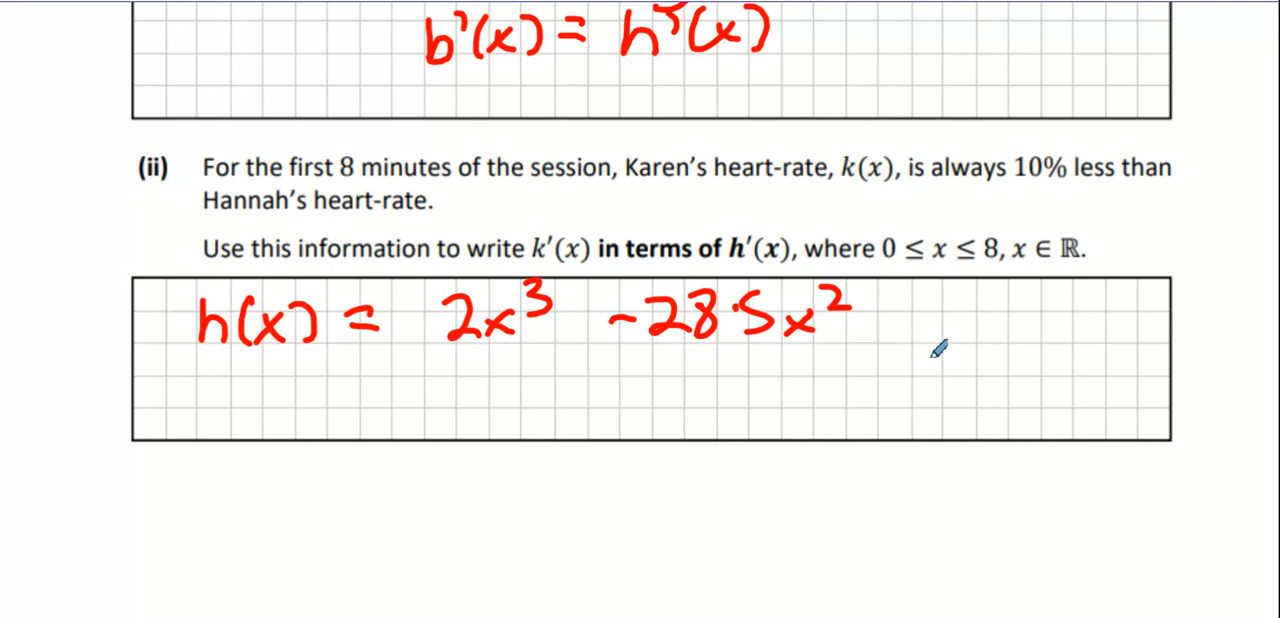 b'(x) = h'(x)
(ii) For the first 8 minutes of the session, Karen's heart-rate, k(x), is always 10% less than
Hannah's heart-rate.
Use this information to write k′(x) in terms of h′(x), where 0 ≤ x ≤ 8, x ∈ ℝ.
h(x) = 2x³ -28·5x²